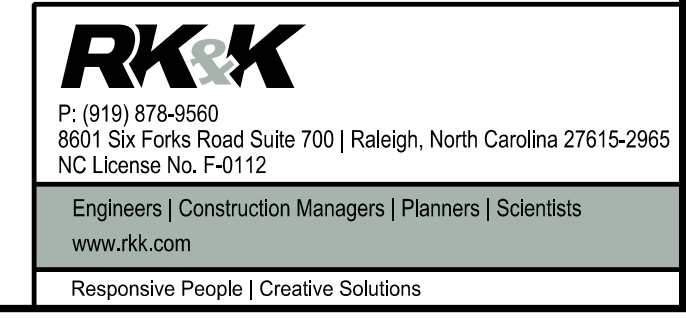 RK&K
P: (919) 878-9560
8601 Six Forks Road Suite 700 | Raleigh, North Carolina 27615-2965
NC License No. F-0112
Engineers | Construction Managers | Planners | Scientists
www.rkk.com
Responsive People | Creative Solutions